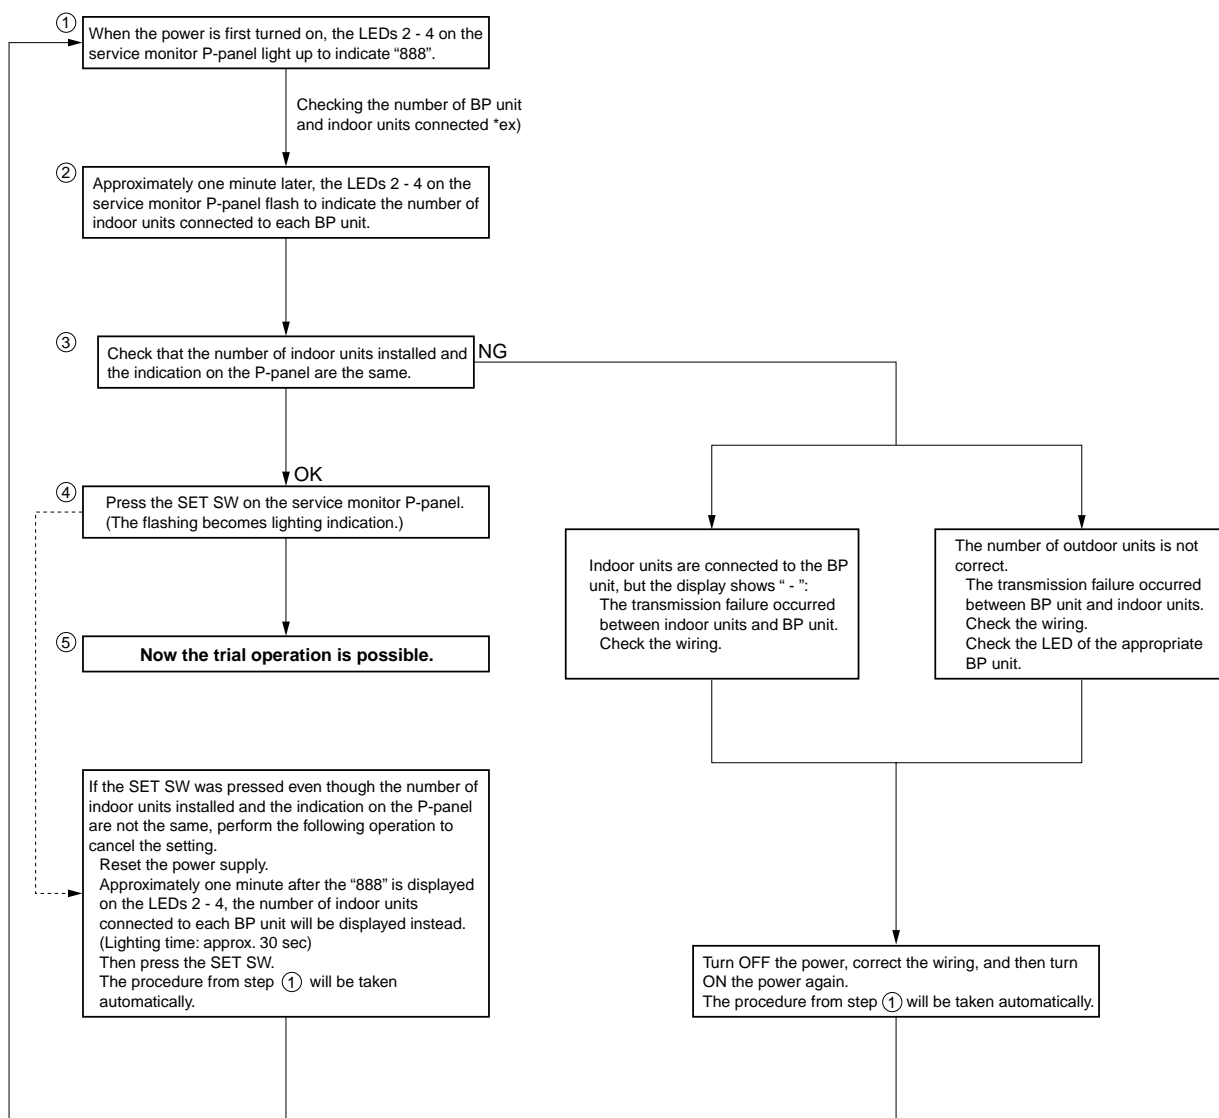 ①
When the power is first turned on, the LEDs 2 - 4 on the
service monitor P-panel light up to indicate “888”.
Checking the number of BP unit
and indoor units connected *ex)
②
Approximately one minute later, the LEDs 2 - 4 on the
service monitor P-panel flash to indicate the number of
indoor units connected to each BP unit.
③
Check that the number of indoor units installed and
the indication on the P-panel are the same.
NG
OK
④
Press the SET SW on the service monitor P-panel.
(The flashing becomes lighting indication.)
⑤
Now the trial operation is possible.
Indoor units are connected to the BP
unit, but the display shows “ - ”:
The transmission failure occurred
between indoor units and BP unit.
Check the wiring.
The number of outdoor units is not
correct.
The transmission failure occurred
between BP unit and indoor units.
Check the wiring.
Check the LED of the appropriate
BP unit.
If the SET SW was pressed even though the number of
indoor units installed and the indication on the P-panel
are not the same, perform the following operation to
cancel the setting.
Reset the power supply.
Approximately one minute after the “888” is displayed
on the LEDs 2 - 4, the number of indoor units
connected to each BP unit will be displayed instead.
(Lighting time: approx. 30 sec)
Then press the SET SW.
The procedure from step ① will be taken
automatically.
Turn OFF the power, correct the wiring, and then turn
ON the power again.
The procedure from step ① will be taken automatically.